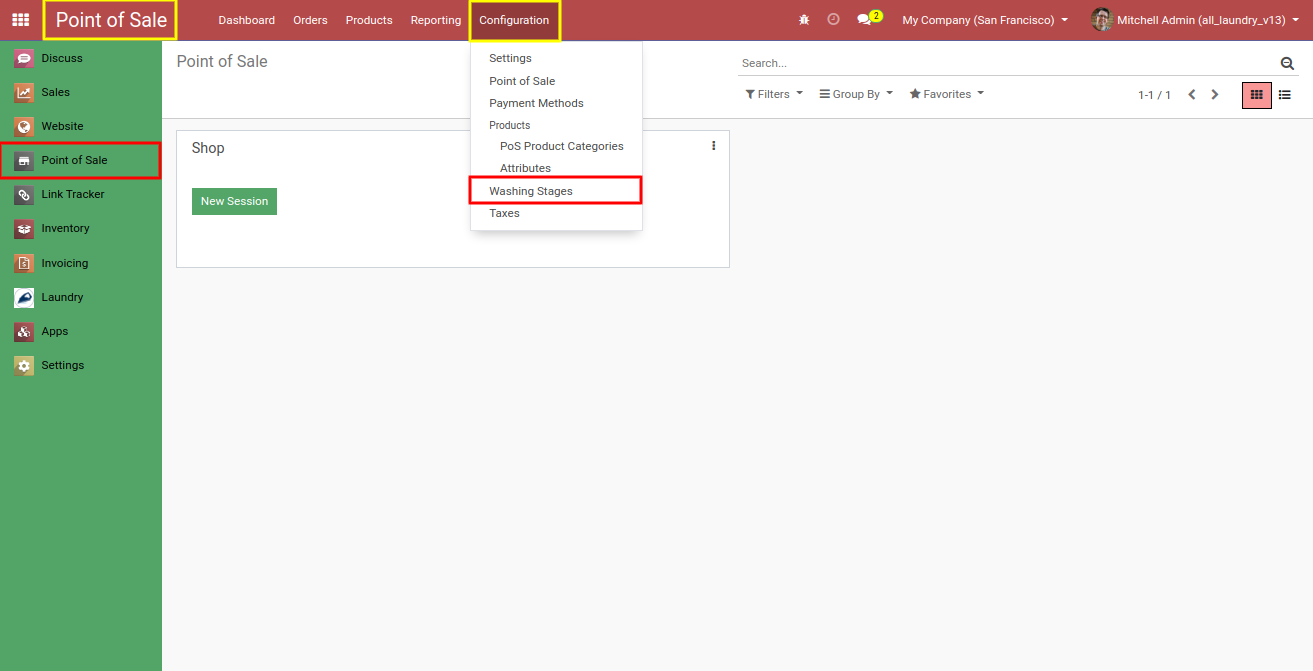 Point of Sale
Dashboard
Orders
Products
Reporting
Configuration
2
My Company (San Francisco)
Mitchell Admin (all_laundry_v13)
Discuss
Sales
Website
Point of Sale
Link Tracker
Inventory
Invoicing
Laundry
Apps
Settings
Point of Sale
Search...
Filters
Group By
Favorites
1-1 / 1
Settings
Point of Sale
Payment Methods
Products
PoS Product Categories
Attributes
Washing Stages
Taxes
Shop
New Session